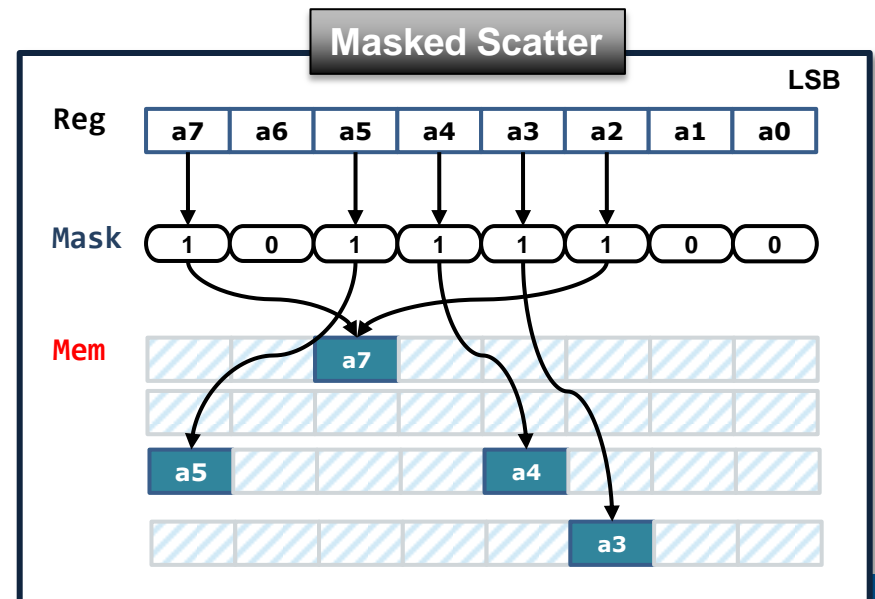 Masked Scatter
LSB
Reg a7 a6 a5 a4 a3 a2 a1 a0
Mask 1 0 1 1 1 1 0 0
Mem a7
a5 a4
a3